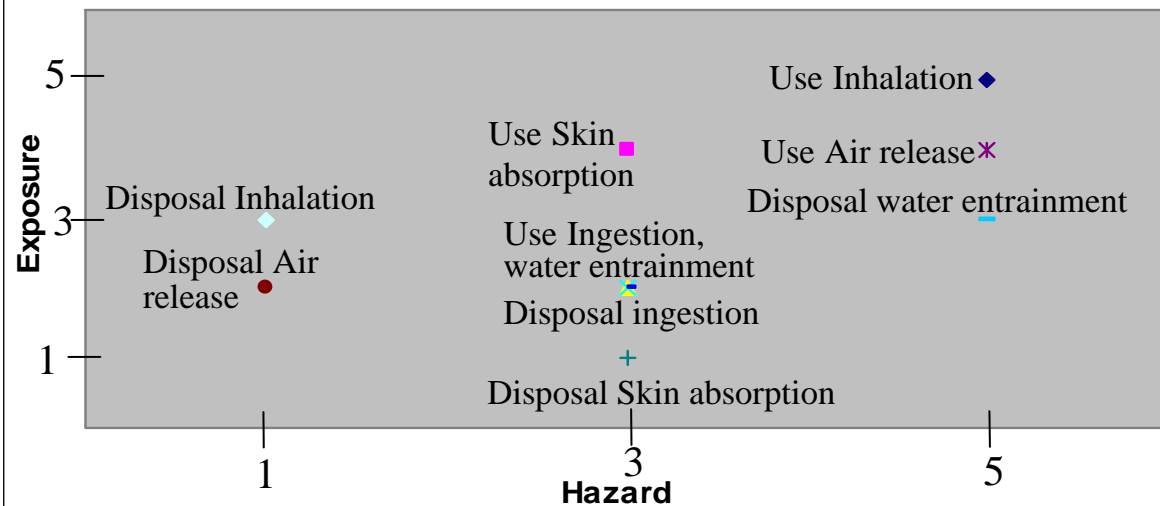 5
Use Inhalation
Use Skin
absorption
Use Air release
Disposal Inhalation
Disposal water entrainment
3
Use Ingestion,
water entrainment
Disposal Air
release
Disposal ingestion
1
Disposal Skin absorption
Exposure
1
3
5
Hazard